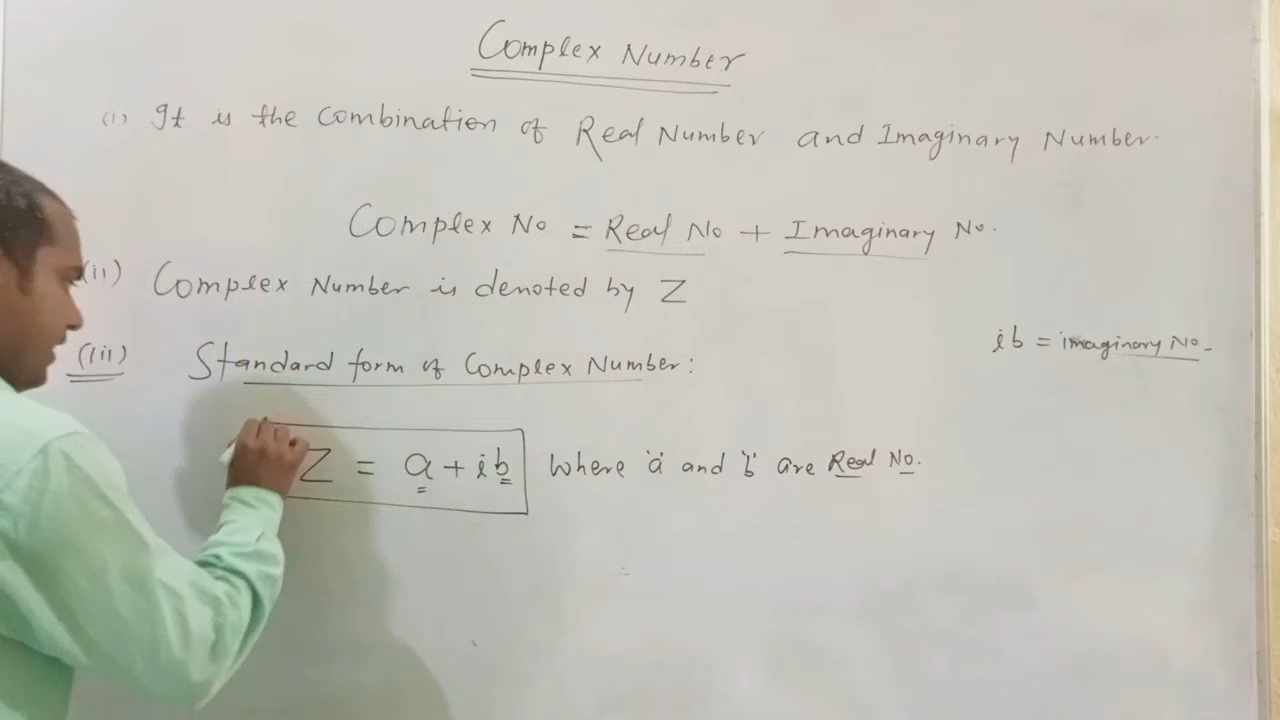 Complex Number
(i) It is the Combination of Real Number and Imaginary Number.
Complex No = Real No + Imaginary No.
(ii) Complex Number is denoted by Z
ib = imaginary No.
(iii) Standard form of Complex Number:
Z = a + ib where 'a' and 'b' are Real No.